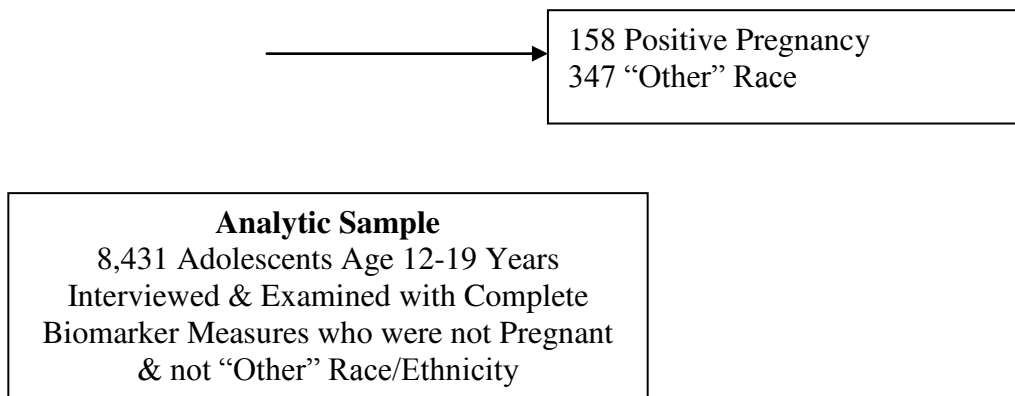 158 Positive Pregnancy
347 “Other” Race
Analytic Sample
8,431 Adolescents Age 12-19 Years
Interviewed & Examined with Complete
Biomarker Measures who were not Pregnant
& not “Other” Race/Ethnicity